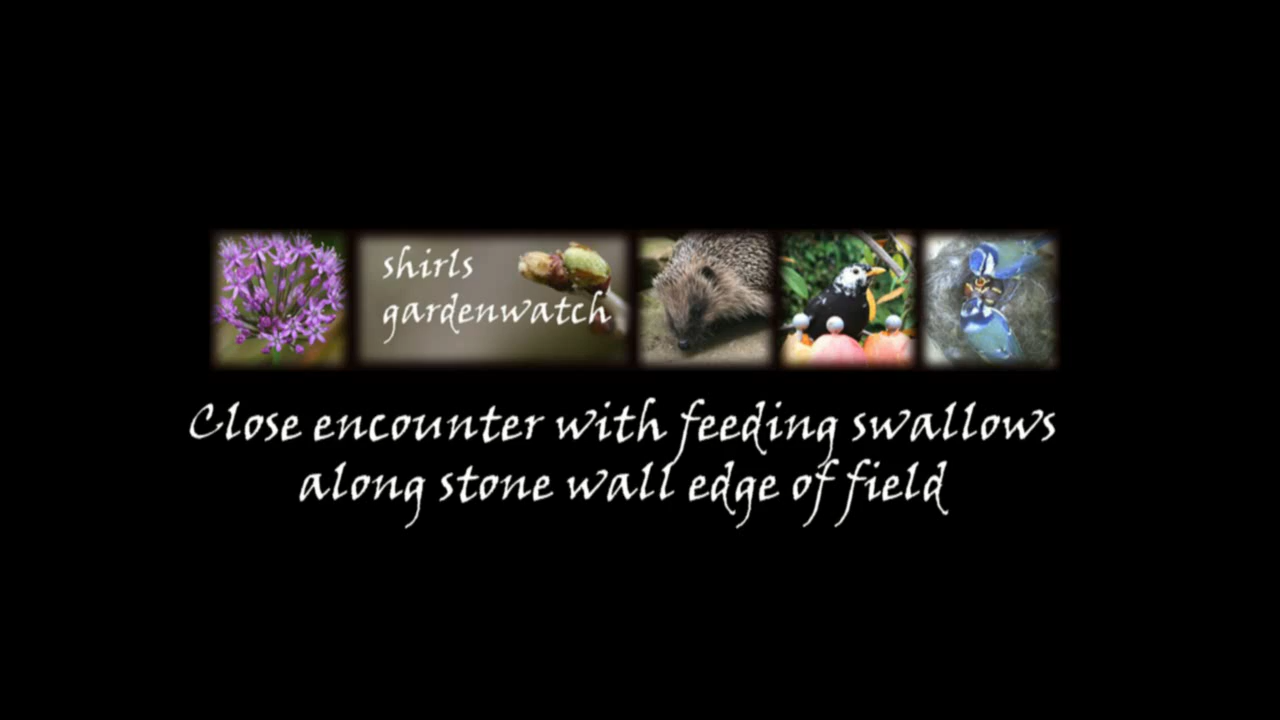 shirls
gardenwatch
Close encounter with feeding swallows
along stone wall edge of field